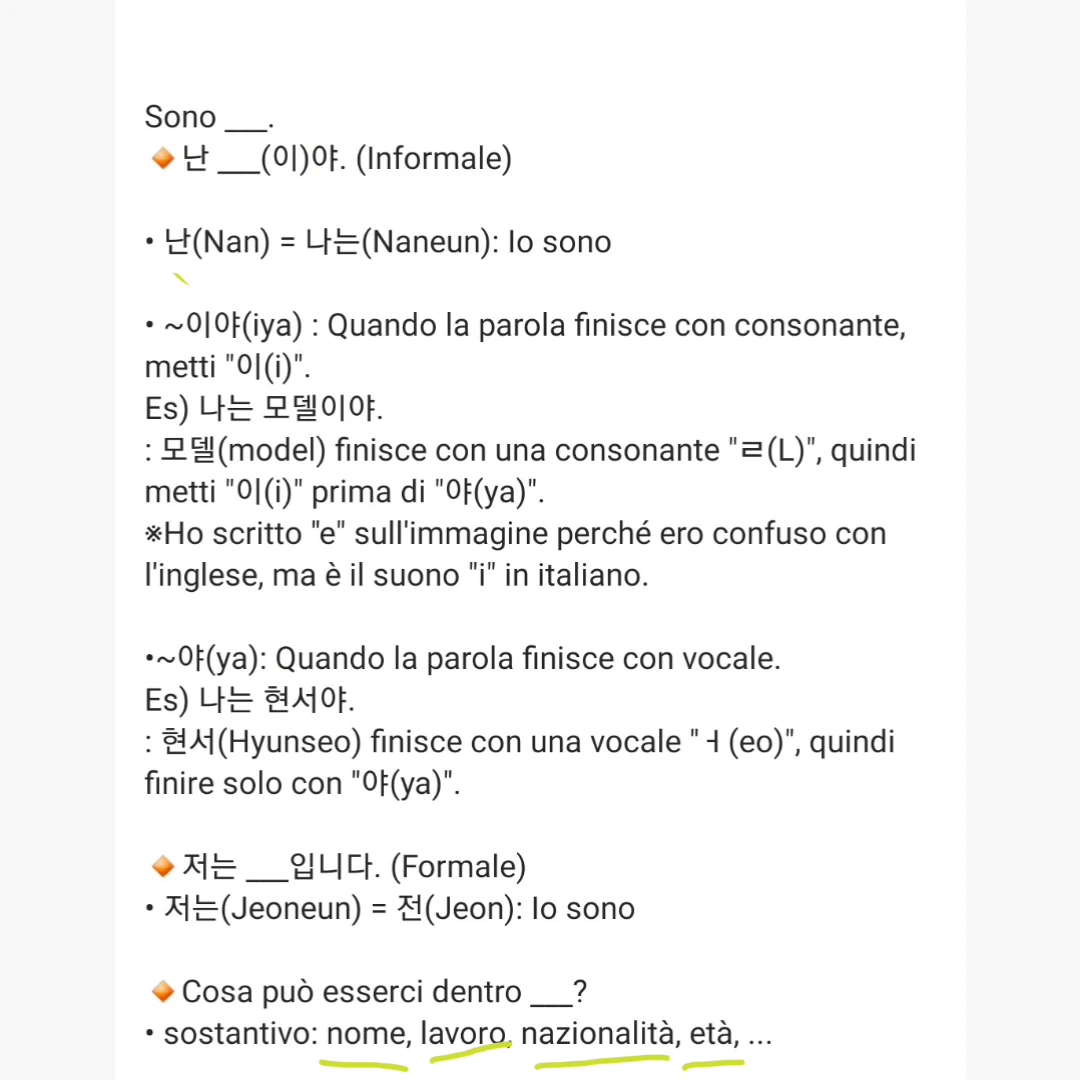 Sono ___.
🔸난 ___(이)야. (Informale)
• 난(Nan) = 나는(Naneun): Io sono
• ~이야(iya) : Quando la parola finisce con consonante,
metti "이(i)".
Es) 나는 모델이야.
: 모델(model) finisce con una consonante "ㄹ(L)", quindi
metti "이(i)" prima di "야(ya)".
※Ho scritto "e" sull'immagine perché ero confuso con
l'inglese, ma è il suono "i" in italiano.
•~야(ya): Quando la parola finisce con vocale.
Es) 나는 현서야.
: 현서(Hyunseo) finisce con una vocale "ㅓ(eo)", quindi
finire solo con "야(ya)".
🔸저는 ___입니다. (Formale)
• 저는(Jeoneun) = 전(Jeon): Io sono
🔸Cosa può esserci dentro ___?
• sostantivo: nome, lavoro, nazionalità, età, ...